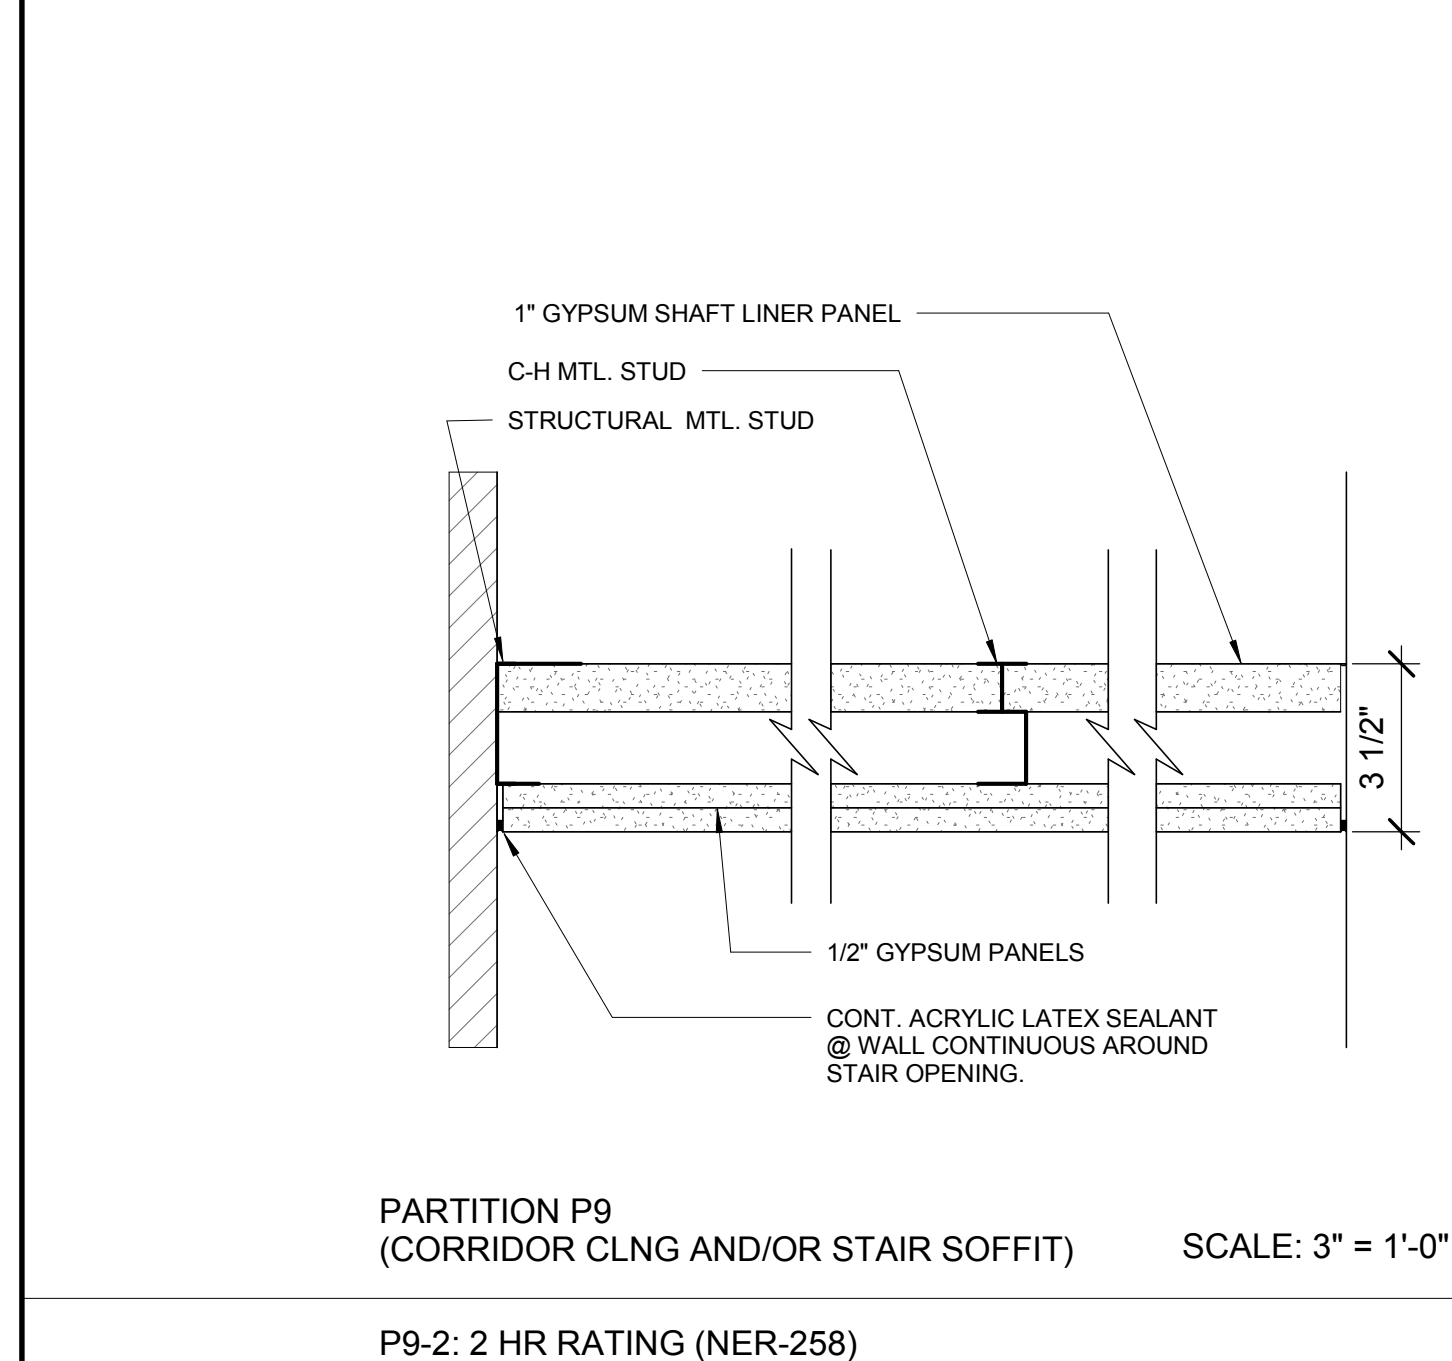 1" GYPSUM SHAFT LINER PANEL
C-H MTL. STUD
STRUCTURAL MTL. STUD
3 1/2"
1/2" GYPSUM PANELS
CONT. ACRYLIC LATEX SEALANT
@ WALL CONTINUOUS AROUND
STAIR OPENING.
PARTITION P9
(CORRIDOR CLNG AND/OR STAIR SOFFIT)
SCALE: 3" = 1'-0"
P9-2: 2 HR RATING (NER-258)